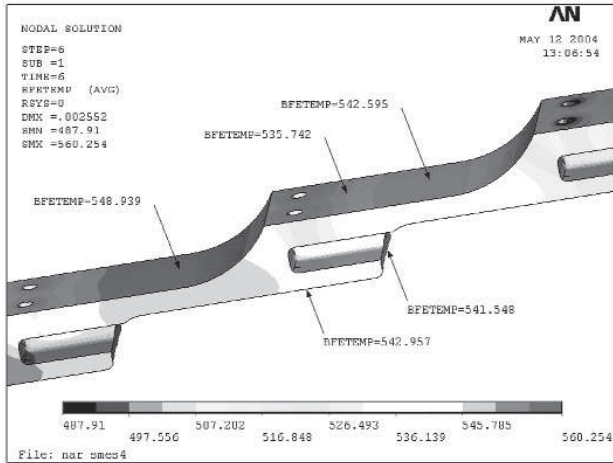 NODAL SOLUTION
AN
STEP=6
SUB =1
TIME=6
BFETEMP (AVG)
RSYS=0
DMX =.002552
SMN =487.91
SMX =560.254
MAY 12 2004
13:06:54
BFETEMP=542.595
BFETEMP=535.742
BFETEMP=548.939
BFETEMP=541.548
BFETEMP=542.957
487.91 507.202 526.493 545.785 560.254
497.556 516.848 536.139
File: nar smes4